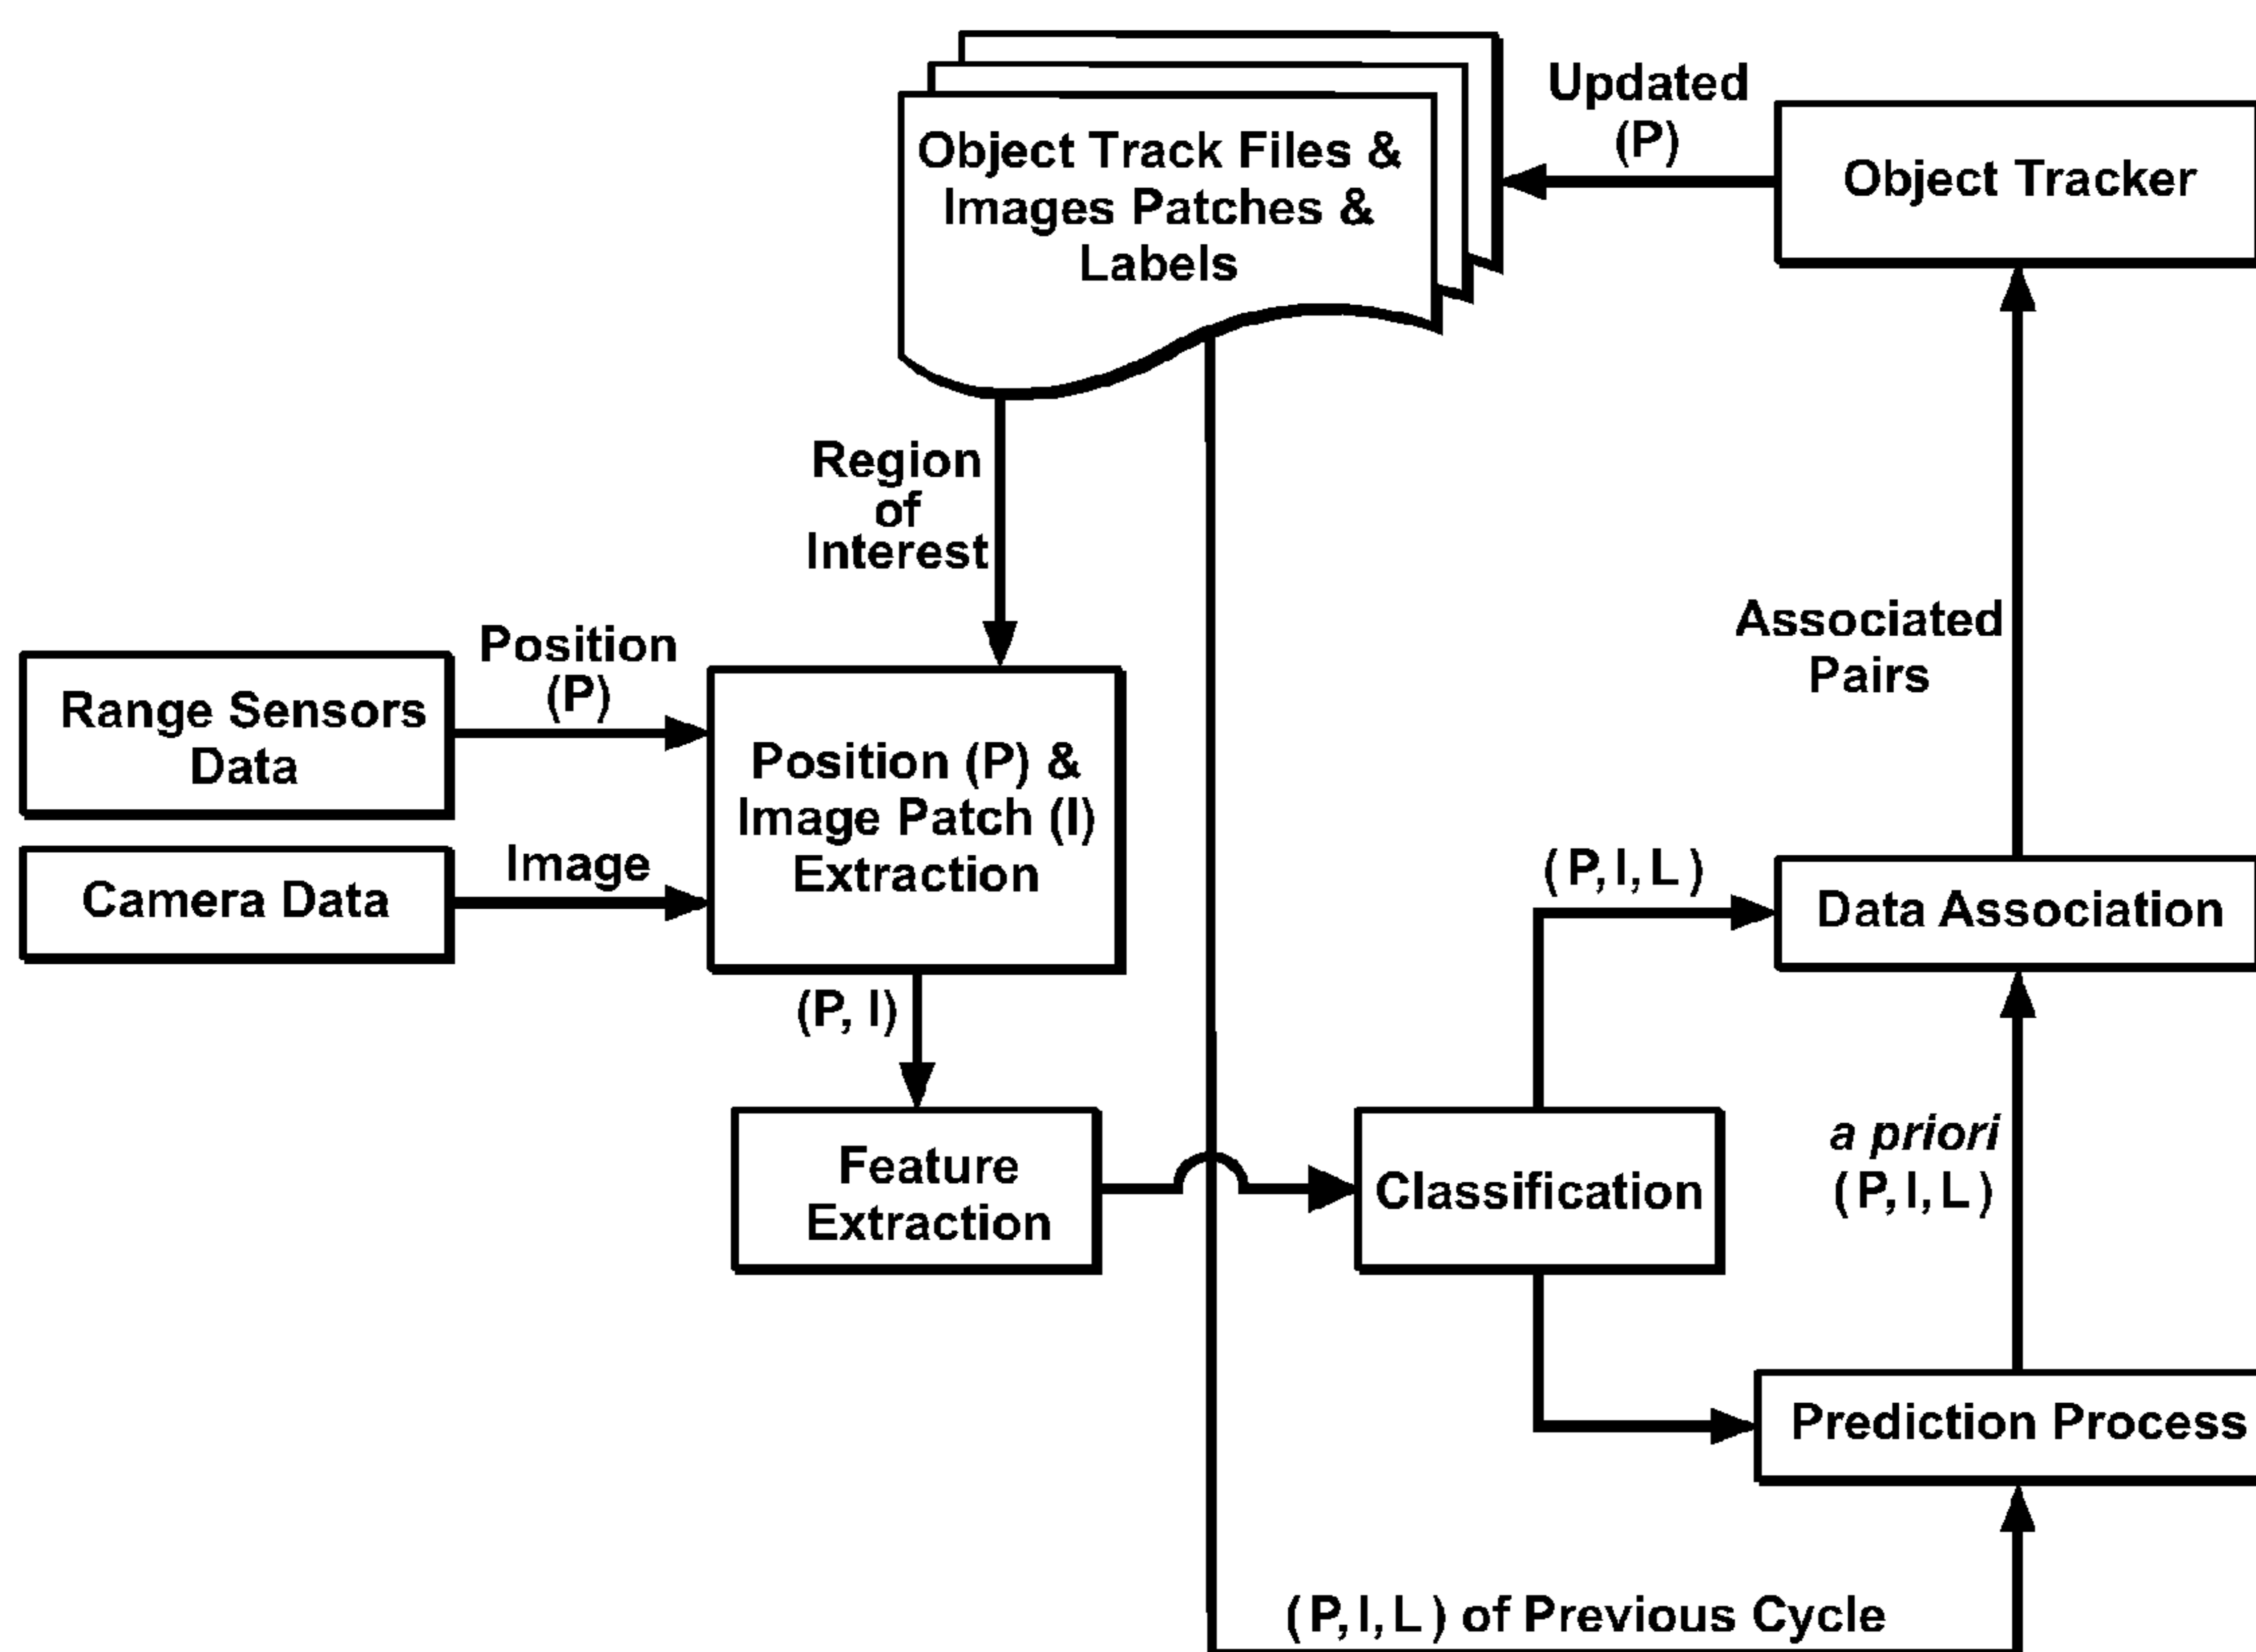 Object Track Files &
Images Patches &
Labels
Updated
(P)
Object Tracker
Region
of
Interest
Associated
Pairs
Range Sensors
Data
Position
(P)
Position (P) &
Image Patch (I)
Extraction
Camera Data
Image
(P, I, L)
Data Association
(P, I)
Feature
Extraction
Classification
a priori
(P, I, L)
Prediction Process
(P, I, L) of Previous Cycle